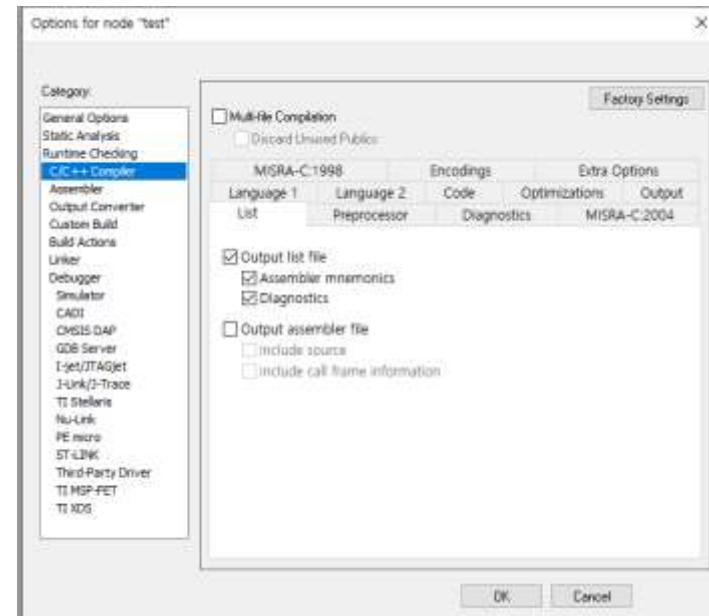 Options for node "test"
Category:
Factory Settings
General Options
Static Analysis
Runtime Checking
C/C++ Compiler
Assembler
Output Converter
Custom Build
Build Actions
Linker
Debugger
Simulator
CADI
CMSIS DAP
GDB Server
I-jet/JTAGjet
J-Link/J-Trace
TI Stellaris
Nu-Link
PE micro
ST-LINK
Third-Party Driver
TI MSP-FET
TI XDS
Multi-file Compilation
Discard Unused Publics
MISRA-C:1998 Encodings Extra Options
Language 1 Language 2 Code Optimizations Output
List Preprocessor Diagnostics MISRA-C:2004
Output list file
Assembler mnemonics
Diagnostics
Output assembler file
Include source
Include call frame information
OK Cancel